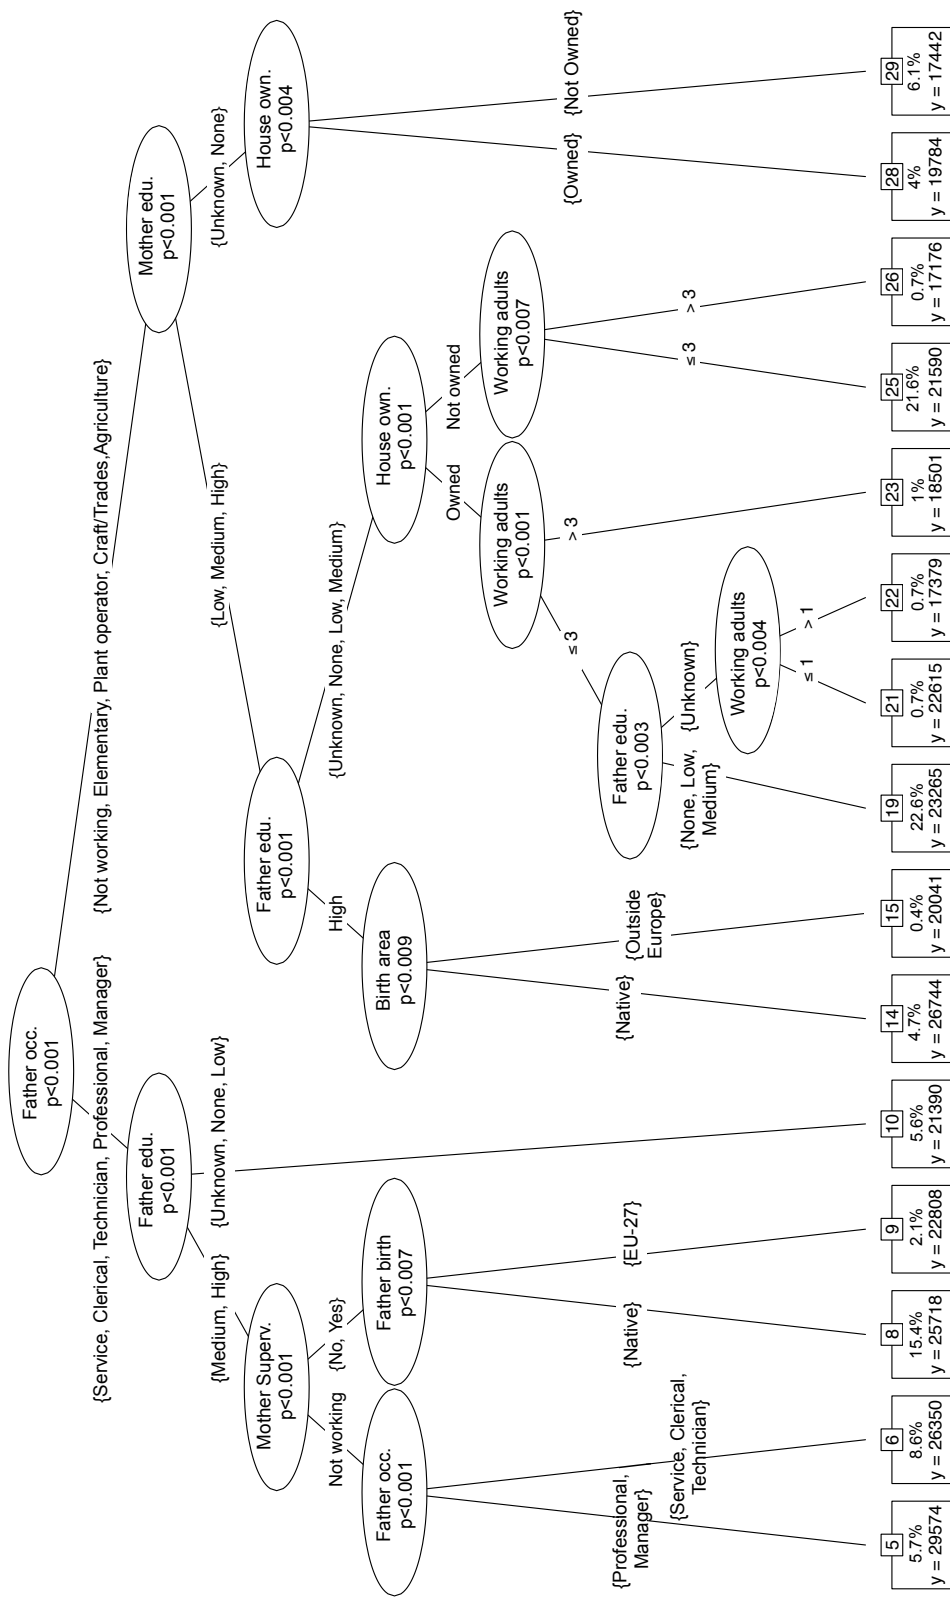 Father occ.
p<0.001
{Service, Clerical, Technician, Professional, Manager}
{Not working, Elementary, Plant operator, Craft/Trades,Agriculture}
Father edu.
p<0.001
Mother edu.
p<0.001
{Medium, High}
{Unknown, None, Low}
{Low, Medium, High}
{Unknown, None}
Mother Superv.
p<0.001
Father edu.
p<0.001
House own.
p<0.004
Not working
{No, Yes}
High
{Unknown, None, Low, Medium}
Father occ.
p<0.001
Father birth
p<0.007
Birth area
p<0.009
House own.
p<0.001
Owned
Not owned
Working adults
p<0.001
Working adults
p<0.007
≤ 3
> 3
{Professional,
Manager}
{Service, Clerical,
Technician}
{Native}
{EU-27}
{Native}
{Outside
Europe}
Father edu.
p<0.003
{Owned}
{Not Owned}
{None, Low,
Medium}
{Unknown}
≤ 3
> 3
Working adults
p<0.004
≤ 1
> 1
5
5.7%
y = 29574
6
8.6%
y = 26350
8
15.4%
y = 25718
9
2.1%
y = 22808
10
5.6%
y = 21390
14
4.7%
y = 26744
15
0.4%
y = 20041
19
22.6%
y = 23265
21
0.7%
y = 22615
22
0.7%
y = 17379
23
1%
y = 18501
25
21.6%
y = 21590
26
0.7%
y = 17176
28
4%
y = 19784
29
6.1%
y = 17442